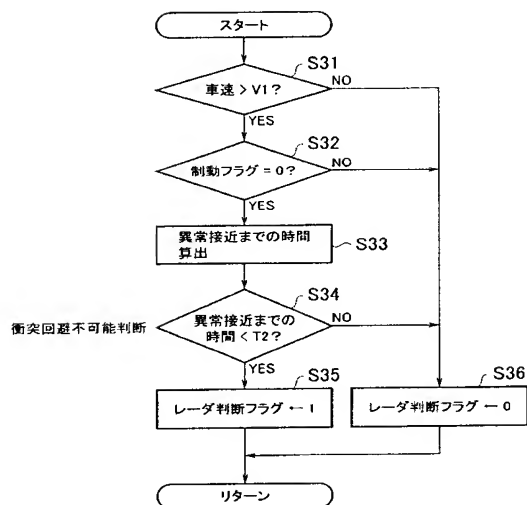 スタート
S31
車速 > V1?
NO
YES
S32
制動フラグ = 0?
NO
YES
異常接近までの時間
算出
S33
S34
衝突回避不可能判断
異常接近までの
時間 < T2?
NO
YES
S35
レーダ判断フラグ ← 1
S36
レーダ判断フラグ ← 0
リターン